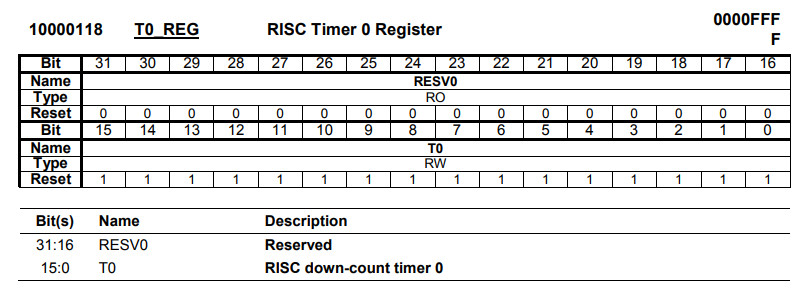 10000118 T0_REG RISC Timer 0 Register 0000FFF
F
Bit 31 30 29 28 27 26 25 24 23 22 21 20 19 18 17 16
Name RESV0
Type RO
Reset 0 0 0 0 0 0 0 0 0 0 0 0 0 0 0 0
Bit 15 14 13 12 11 10 9 8 7 6 5 4 3 2 1 0
Name T0
Type RW
Reset 1 1 1 1 1 1 1 1 1 1 1 1 1 1 1 1
Bit(s) Name Description
31:16 RESV0 Reserved
15:0 T0 RISC down-count timer 0